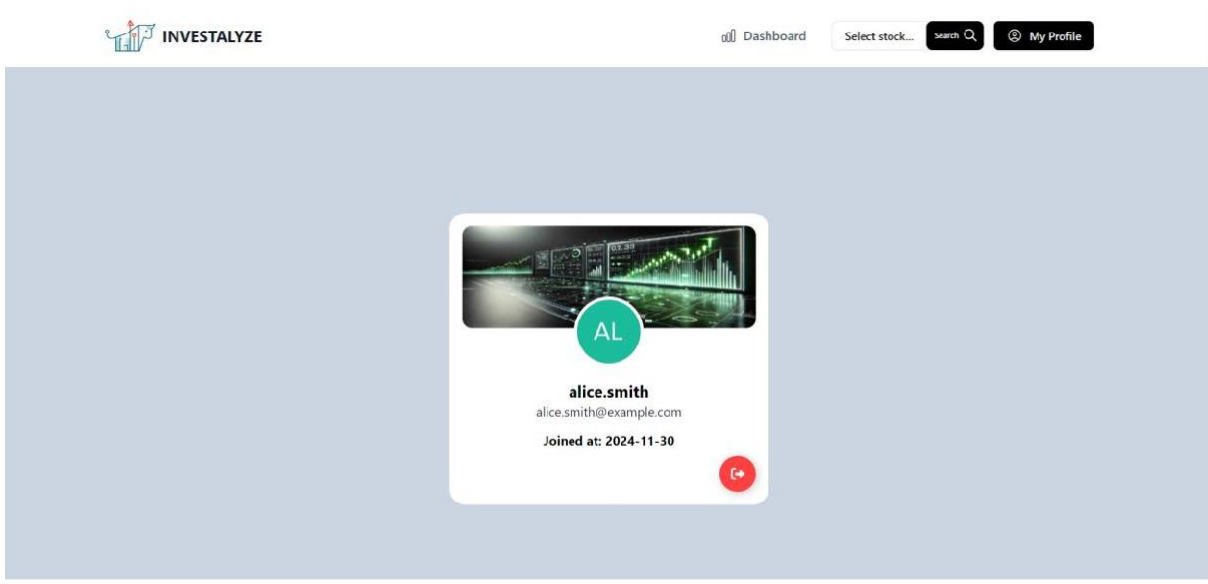 INVESTALYZE
Dashboard
Select stock...
Search
My Profile
AL
alice.smith
alice.smith@example.com
Joined at: 2024-11-30